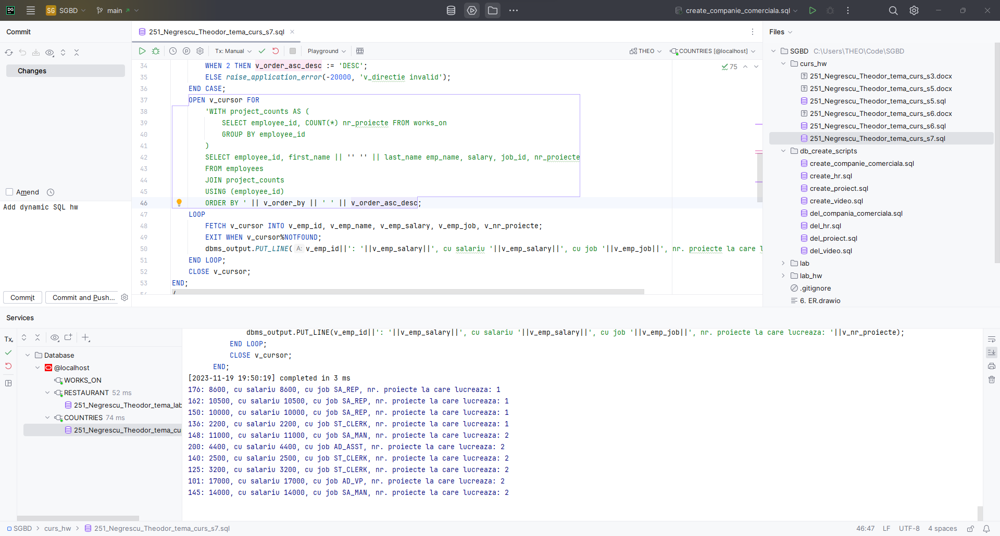 DG
SG SGBD
main
create_companie_comerciala.sql
Commit
251_Negrescu_Theodor_tema_curs_s7.sql
Files
Tx: Manual
Playground
THEO
COUNTRIES [@localhost]
Changes
Amend
Add dynamic SQL hw
Commit
Commit and Push...
75
34 WHEN 2 THEN v_order_asc_desc := 'DESC';
35 ELSE raise_application_error(-20000, 'v_directie invalid');
36 END CASE;
37 OPEN v_cursor FOR
38 'WITH project_counts AS (
39 SELECT employee_id, COUNT(*) nr_proiecte FROM works_on
40 GROUP BY employee_id
41 )
42 SELECT employee_id, first_name || '' '' || last_name emp_name, salary, job_id, nr_proiecte
43 FROM employees
44 JOIN project_counts
45 USING (employee_id)
46 ORDER BY ' || v_order_by || ' ' || v_order_asc_desc;
47 LOOP
48 FETCH v_cursor INTO v_emp_id, v_emp_name, v_emp_salary, v_emp_job, v_nr_proiecte;
49 EXIT WHEN v_cursor%NOTFOUND;
50 dbms_output.PUT_LINE( A: v_emp_id||': '||v_emp_salary||', cu salariu '||v_emp_salary||', cu job '||v_emp_job||', nr. proiecte la care l
51 END LOOP;
52 CLOSE v_cursor;
53 END;
54 /
SGBD C:\Users\THEO\Code\SGBD
curs_hw
251_Negrescu_Theodor_tema_curs_s3.docx
251_Negrescu_Theodor_tema_curs_s5.docx
251_Negrescu_Theodor_tema_curs_s5.sql
251_Negrescu_Theodor_tema_curs_s6.docx
251_Negrescu_Theodor_tema_curs_s6.sql
251_Negrescu_Theodor_tema_curs_s7.sql
db_create_scripts
create_companie_comerciala.sql
create_hr.sql
create_proiect.sql
create_video.sql
del_compania_comerciala.sql
del_hr.sql
del_proiect.sql
del_video.sql
lab
lab_hw
.gitignore
6. ER.drawio
Services
Tx
Database
@localhost
WORKS_ON
RESTAURANT 52 ms
251_Negrescu_Theodor_tema_lab
COUNTRIES 74 ms
251_Negrescu_Theodor_tema_cu
dbms_output.PUT_LINE(v_emp_id||': '||v_emp_salary||', cu salariu '||v_emp_salary||', cu job '||v_emp_job||', nr. proiecte la care lucreaza: '||v_nr_proiecte);
END LOOP;
CLOSE v_cursor;
END;
[2023-11-19 19:50:19] completed in 3 ms
176: 8600, cu salariu 8600, cu job SA_REP, nr. proiecte la care lucreaza: 1
162: 10500, cu salariu 10500, cu job SA_REP, nr. proiecte la care lucreaza: 1
150: 10000, cu salariu 10000, cu job SA_REP, nr. proiecte la care lucreaza: 1
136: 2200, cu salariu 2200, cu job ST_CLERK, nr. proiecte la care lucreaza: 1
148: 11000, cu salariu 11000, cu job SA_MAN, nr. proiecte la care lucreaza: 2
200: 4400, cu salariu 4400, cu job AD_ASST, nr. proiecte la care lucreaza: 2
140: 2500, cu salariu 2500, cu job ST_CLERK, nr. proiecte la care lucreaza: 2
125: 3200, cu salariu 3200, cu job ST_CLERK, nr. proiecte la care lucreaza: 2
101: 17000, cu salariu 17000, cu job AD_VP, nr. proiecte la care lucreaza: 2
145: 14000, cu salariu 14000, cu job SA_MAN, nr. proiecte la care lucreaza: 2
SGBD > curs_hw > 251_Negrescu_Theodor_tema_curs_s7.sql
46:47 LF UTF-8 4 spaces